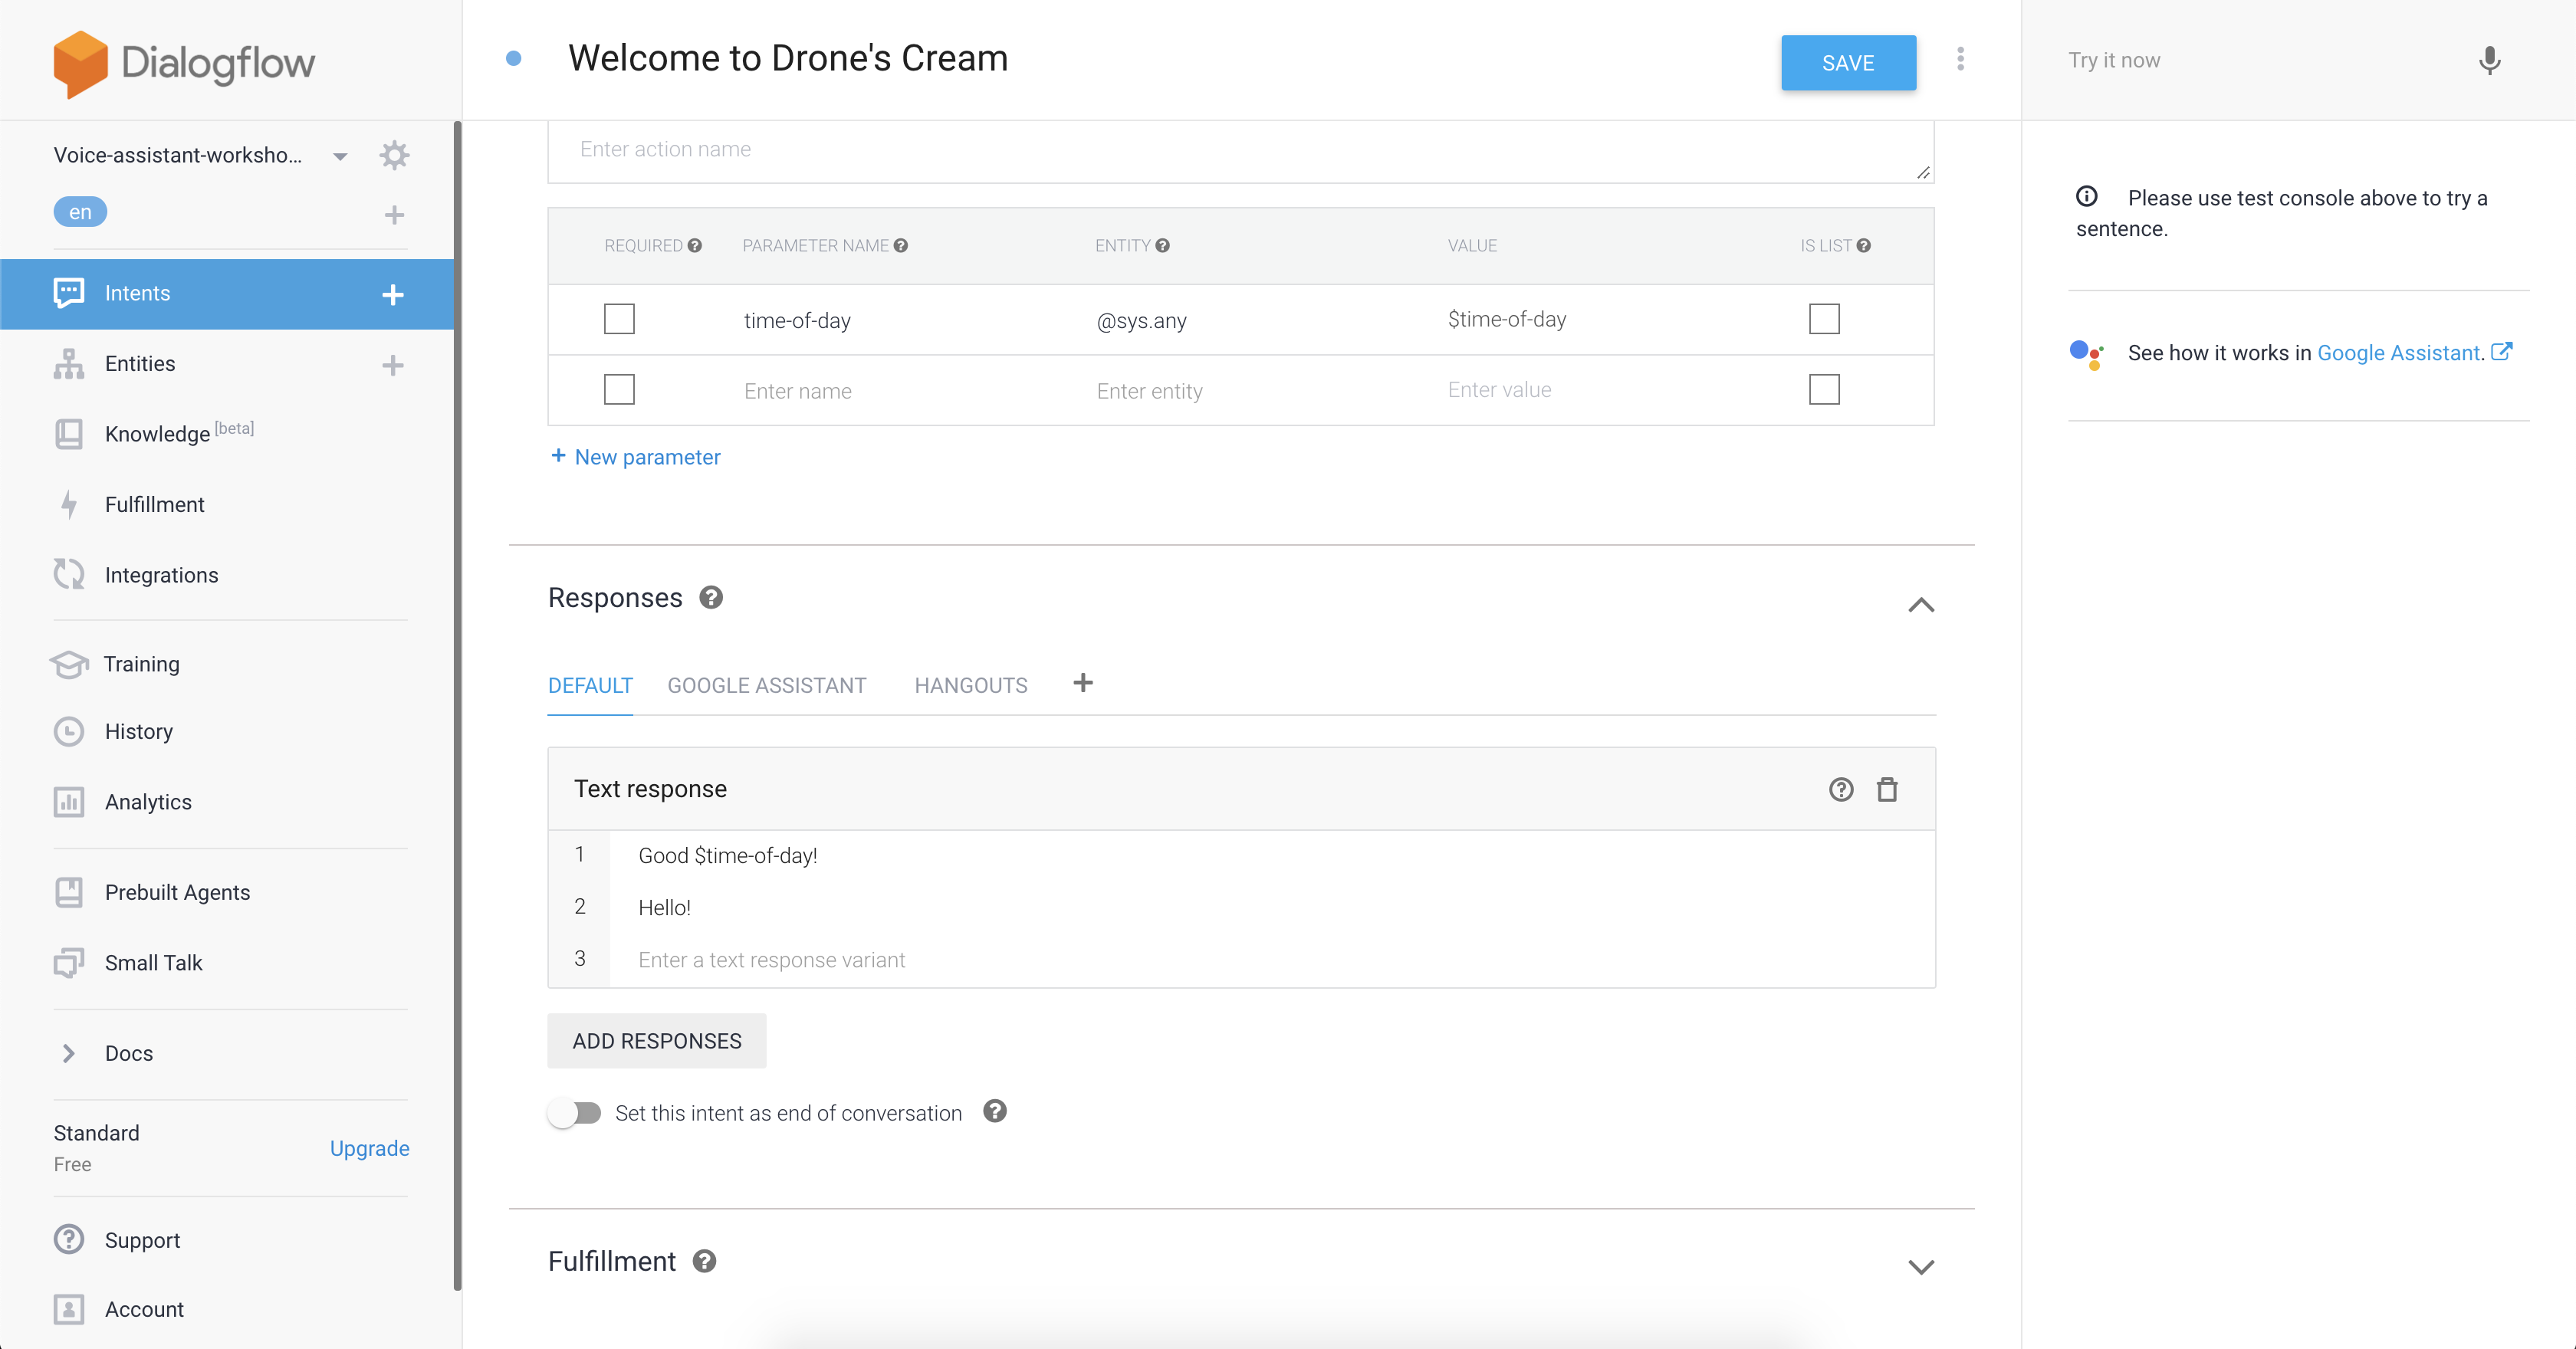 Dialogflow
Voice-assistant-worksho...
en
Intents
Entities
Knowledge [beta]
Fulfillment
Integrations
Training
History
Analytics
Prebuilt Agents
Small Talk
Docs
Standard
Free
Upgrade
Support
Account
Welcome to Drone's Cream
SAVE
Enter action name
REQUIRED PARAMETER NAME ENTITY VALUE IS LIST
time-of-day @sys.any $time-of-day
Enter name Enter entity Enter value
+ New parameter
Responses
DEFAULT GOOGLE ASSISTANT HANGOUTS +
Text response
1 Good $time-of-day!
2 Hello!
3 Enter a text response variant
ADD RESPONSES
Set this intent as end of conversation
Fulfillment
Try it now
Please use test console above to try a
sentence.
See how it works in Google Assistant.